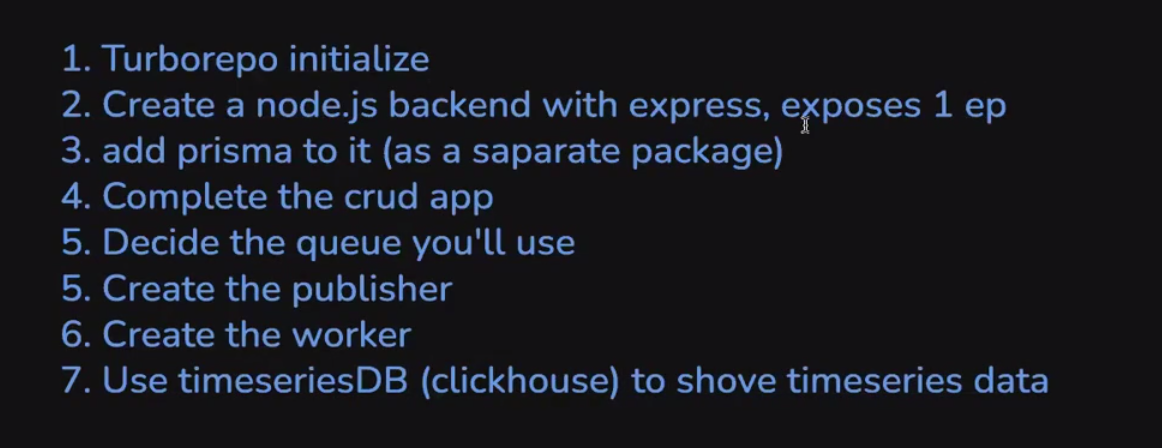 1. Turborepo initialize
2. Create a node.js backend with express, exposes 1 ep
3. add prisma to it (as a saparate package)
4. Complete the crud app
5. Decide the queue you'll use
5. Create the publisher
6. Create the worker
7. Use timeseriesDB (clickhouse) to shove timeseries data